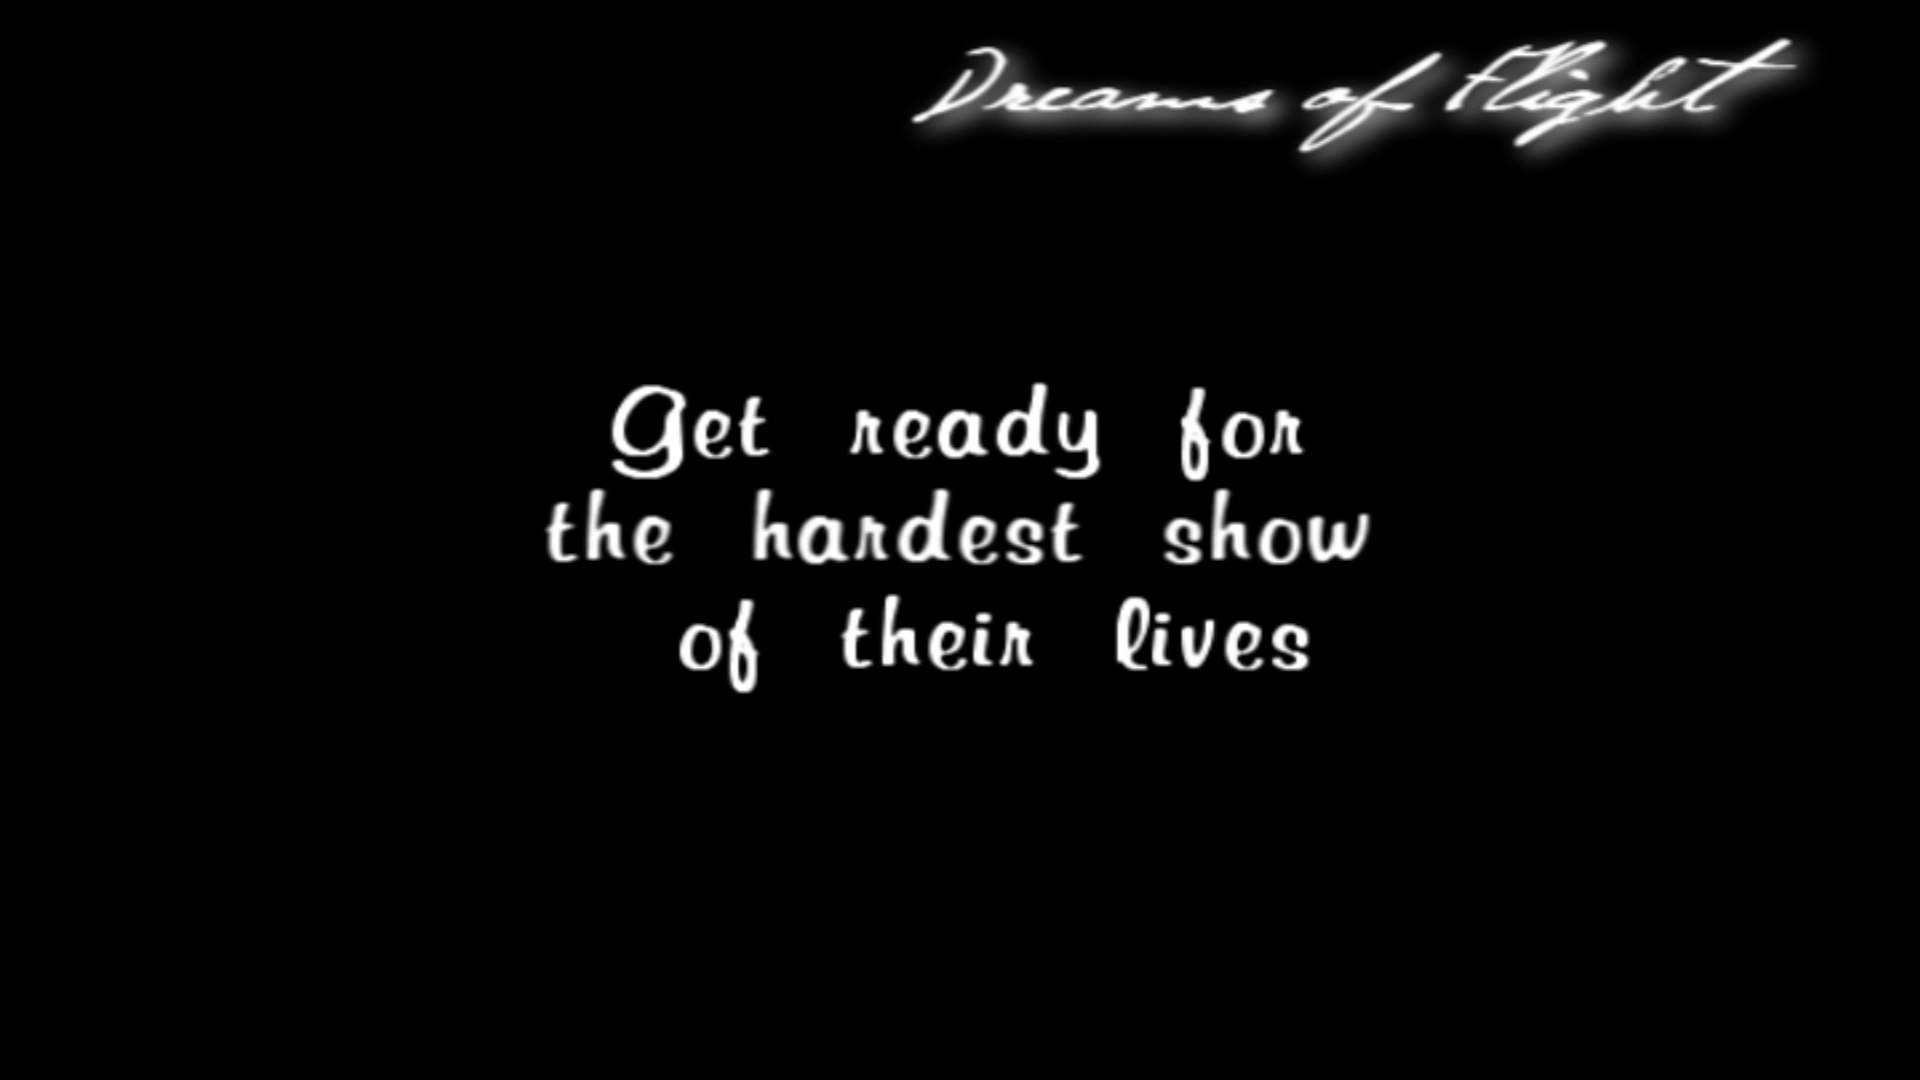 Dreams of Flight
Get ready for
the hardest show
of their lives